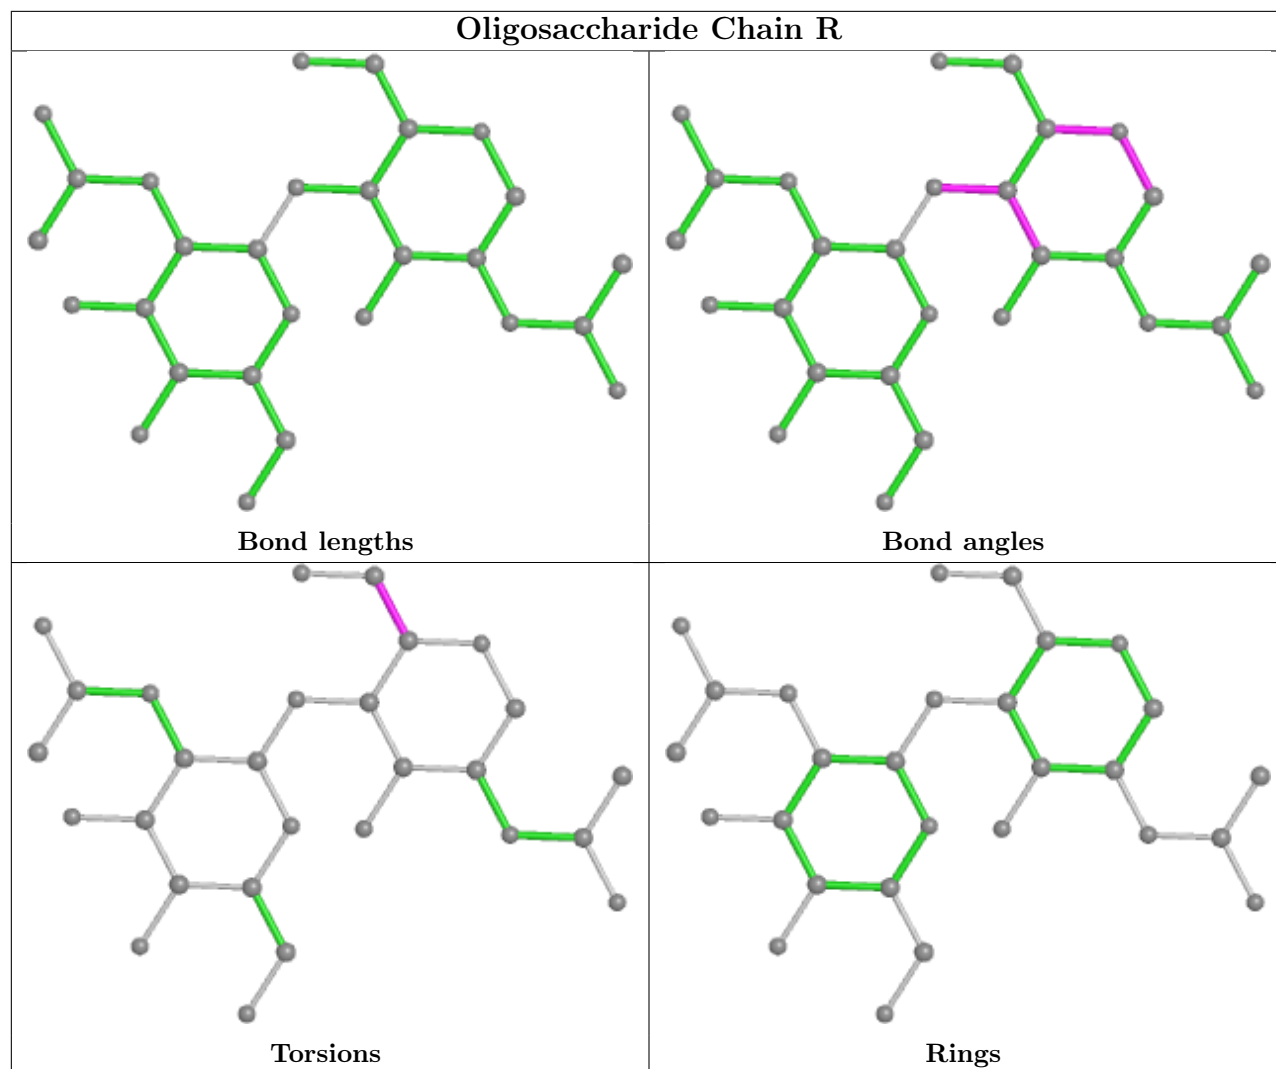 Oligosaccharide Chain R
Bond lengths
Bond angles
Torsions
Rings